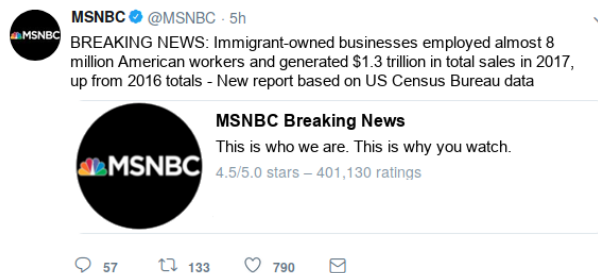 MSNBC @MSNBC · 5h
BREAKING NEWS: Immigrant-owned businesses employed almost 8
million American workers and generated $1.3 trillion in total sales in 2017,
up from 2016 totals - New report based on US Census Bureau data
MSNBC
MSNBC
MSNBC Breaking News
This is who we are. This is why you watch.
4.5/5.0 stars – 401,130 ratings
57 133 790